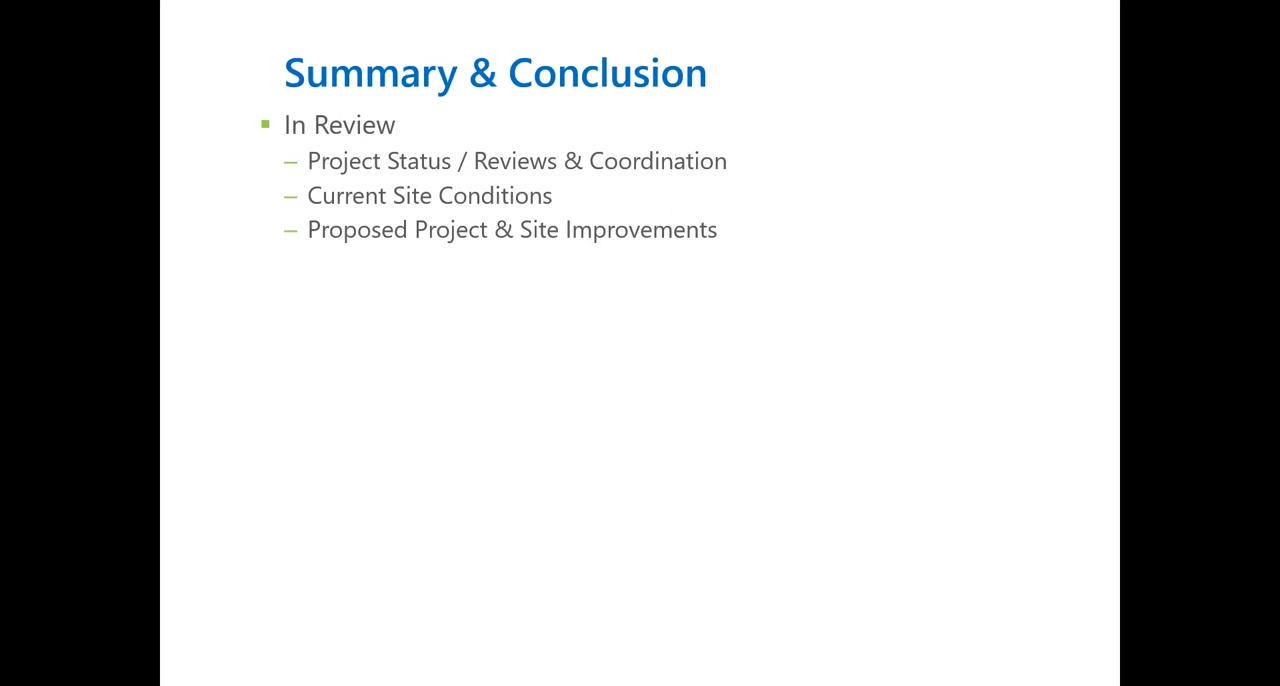 Summary & Conclusion
▪ In Review
– Project Status / Reviews & Coordination
– Current Site Conditions
– Proposed Project & Site Improvements